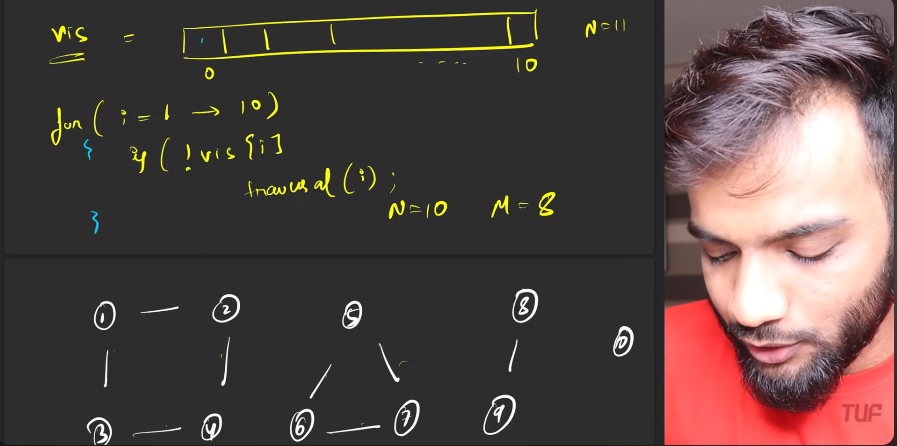 vis =
N=11
0 ---- 10
for ( i = 1 → 10)
{
if ( ! vis [i]
traversal (i) ;
}
N=10 M=8
1 — 2 5 8
10
3 — 4 6 — 7 9
TUF